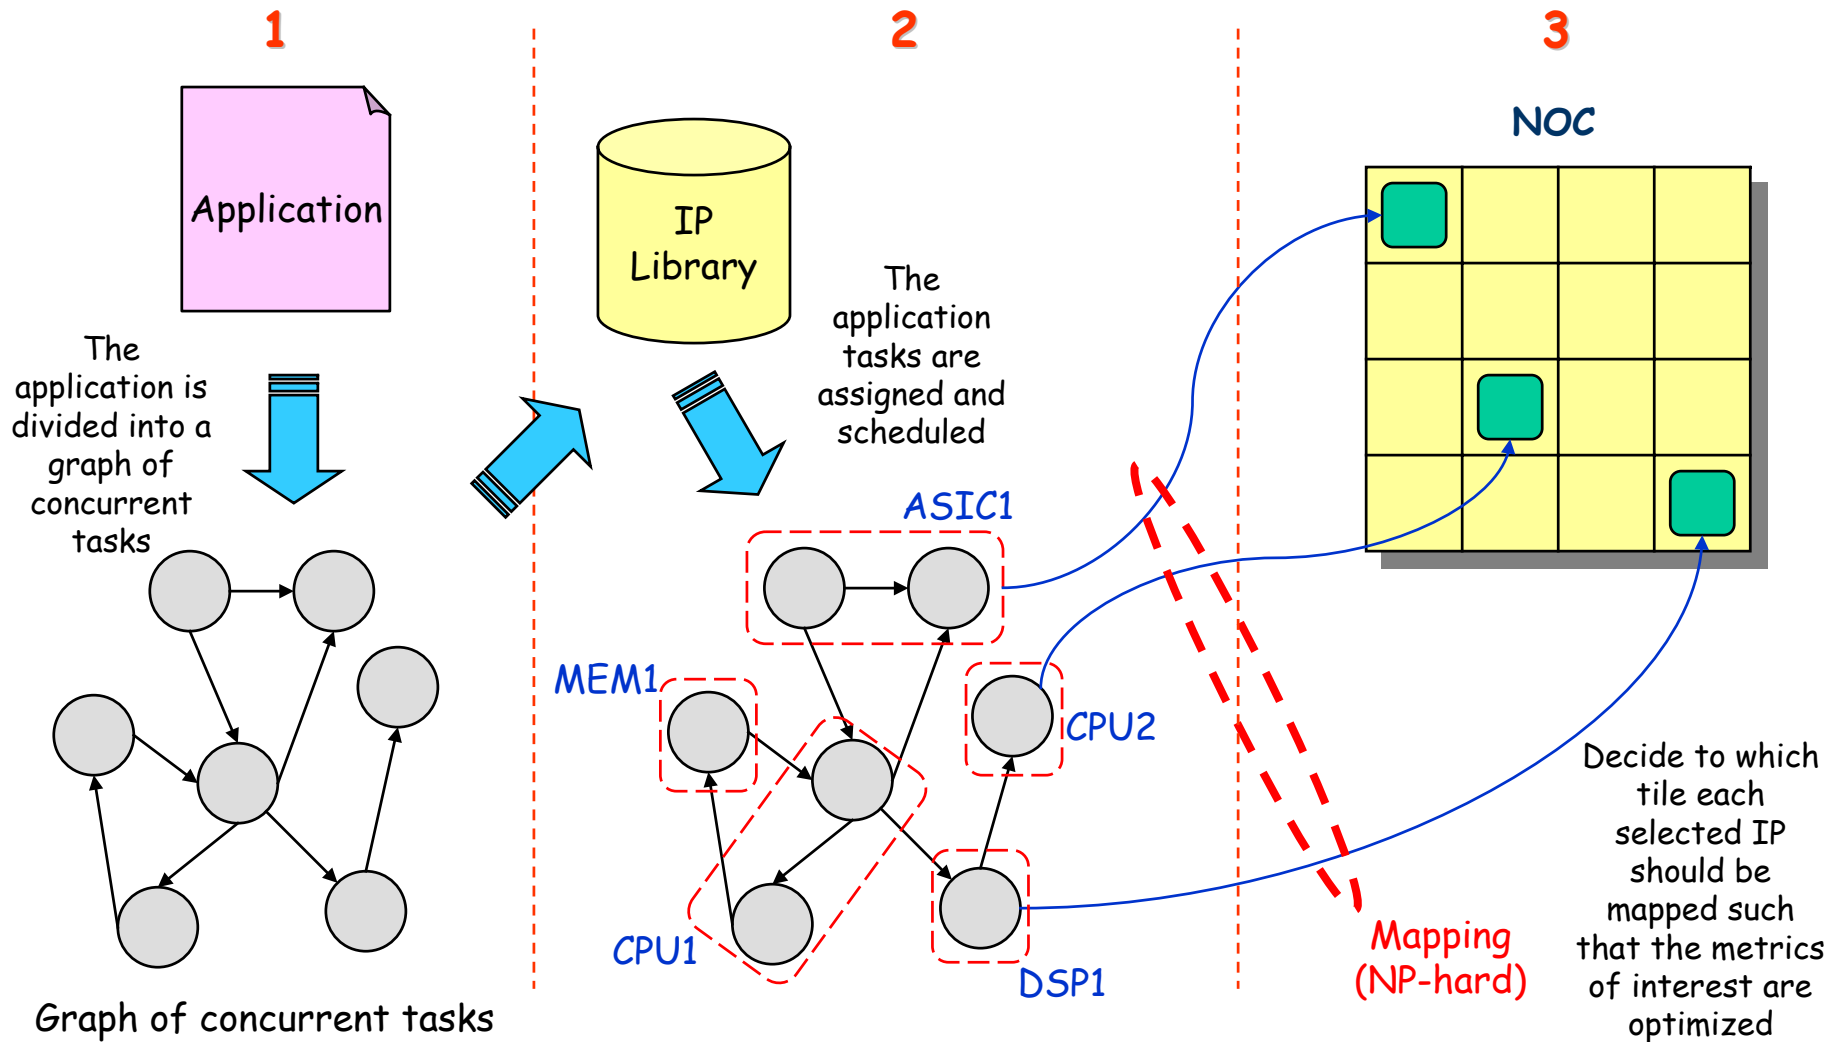 1
Application
The
application is
divided into a
graph of
concurrent
tasks
Graph of concurrent tasks
2
IP
Library
The
application
tasks are
assigned and
scheduled
ASIC1
MEM1
CPU2
CPU1
DSP1
3
NOC
Mapping
(NP-hard)
Decide to which
tile each
selected IP
should be
mapped such
that the metrics
of interest are
optimized